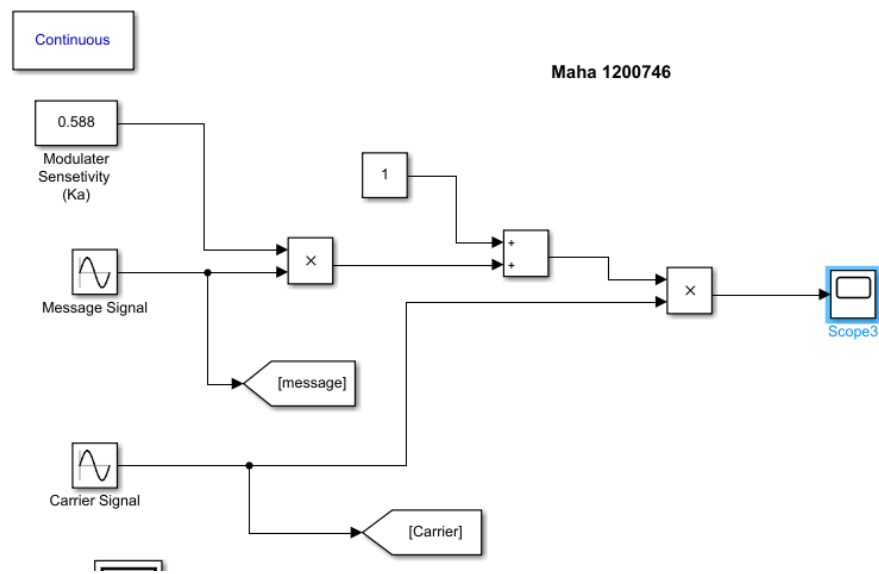 Continuous
Maha 1200746
0.588
Modulater
Sensetivity
(Ka)
1
+
+
×
×
Message Signal
Scope3
[message]
Carrier Signal
[Carrier]